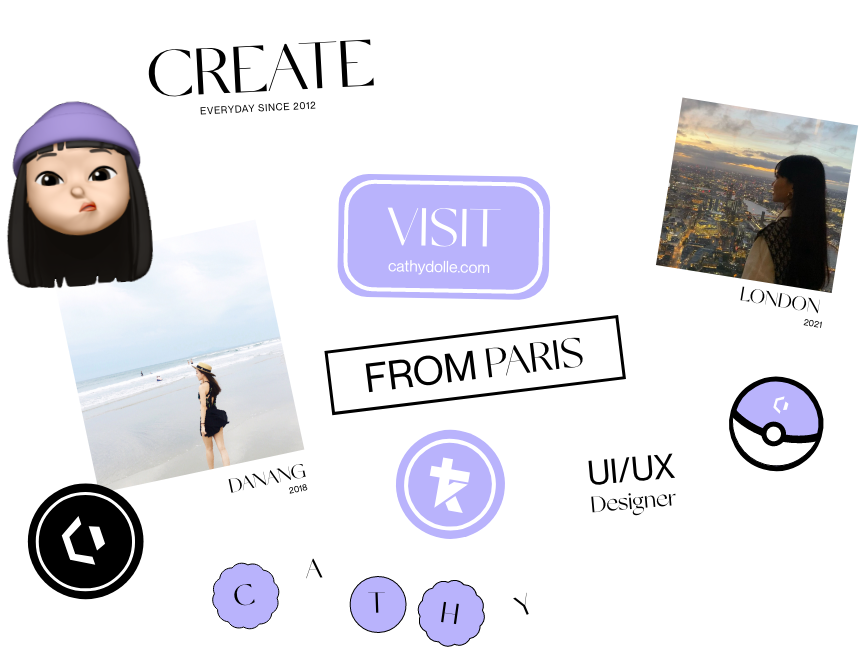 CREATE
EVERYDAY SINCE 2012
VISIT
cathydolle.com
LONDON
2021
FROM PARIS
DANANG
2018
UI/UX
Designer
C A T H Y